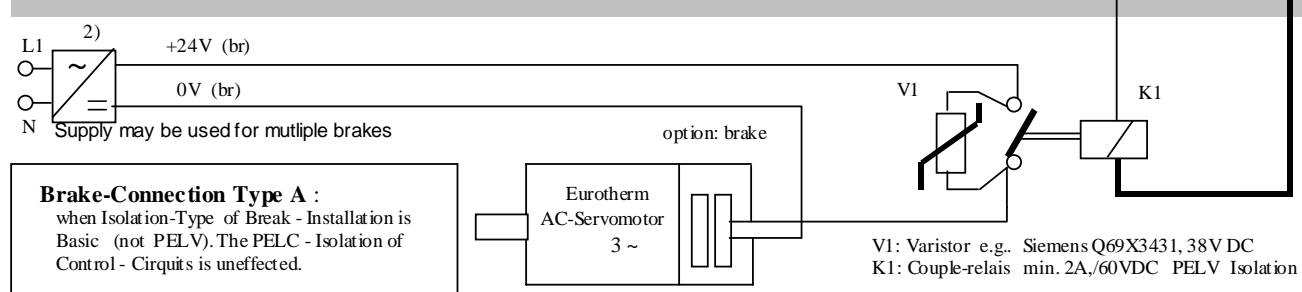 2)
L1
+24V (br)
~
0V (br)
V1
K1
N
Supply may be used for mutliple brakes
option: brake
Brake-Connection Type A :
when Isolation-Type of Break - Installation is
Basic (not PELV). The PELC - Isolation of
Control - Cirquits is uneffected.
Eurotherm
AC-Servomotor
3 ~
V1: Varistor e.g.. Siemens Q69X3431, 38V DC
K1: Couple-relais min. 2A,/60VDC PELV Isolation